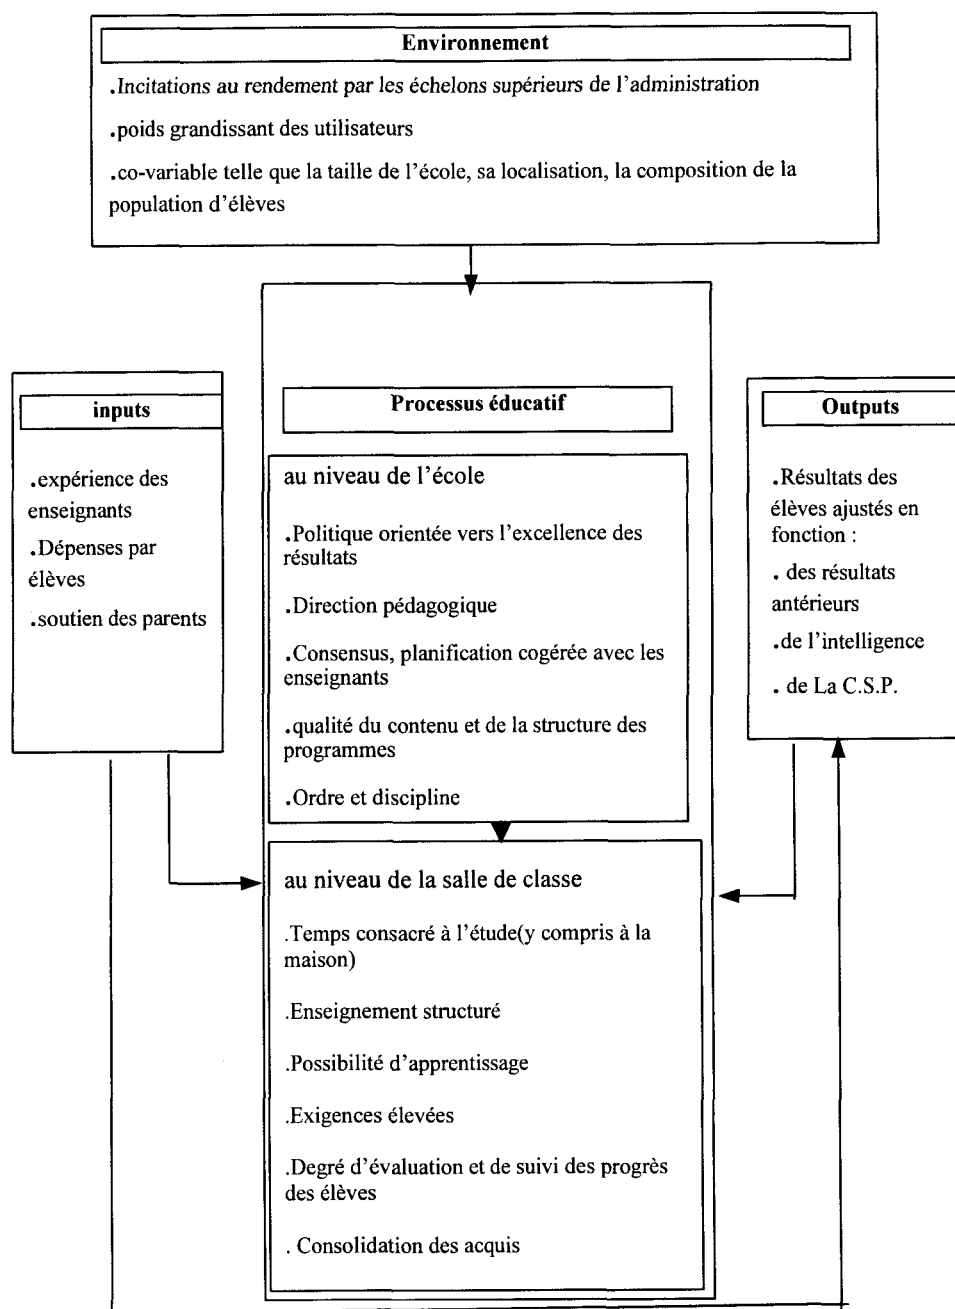 Environnement
.Incitations au rendement par les échelons supérieurs de l'administration
.poids grandissant des utilisateurs
.co-variable telle que la taille de l'école, sa localisation, la composition de la
population d'élèves
inputs
.expérience des
enseignants
.Dépenses par
élèves
.soutien des parents
Processus éducatif
au niveau de l'école
.Politique orientée vers l'excellence des
résultats
.Direction pédagogique
.Consensus, planification cogérée avec les
enseignants
.qualité du contenu et de la structure des
programmes
.Ordre et discipline
au niveau de la salle de classe
.Temps consacré à l'étude(y compris à la
maison)
.Enseignement structuré
.Possibilité d'apprentissage
.Exigences élevées
.Degré d'évaluation et de suivi des progrès
des élèves
. Consolidation des acquis
Outputs
.Résultats des
élèves ajustés en
fonction :
. des résultats
antérieurs
.de l'intelligence
. de La C.S.P.